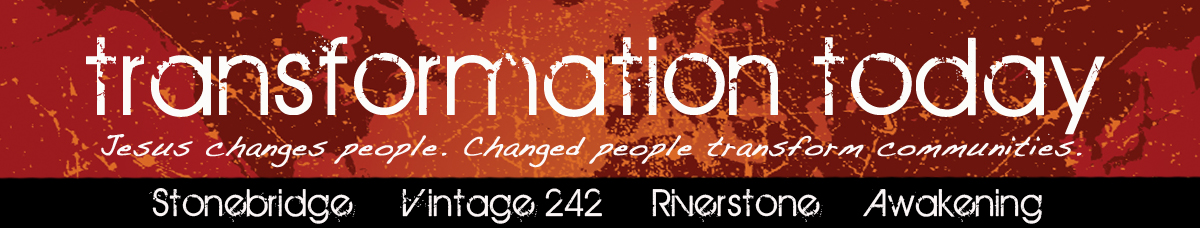 transformation today
Jesus changes people. Changed people transform communities.
Stonebridge Vintage 242 Riverstone Awakening